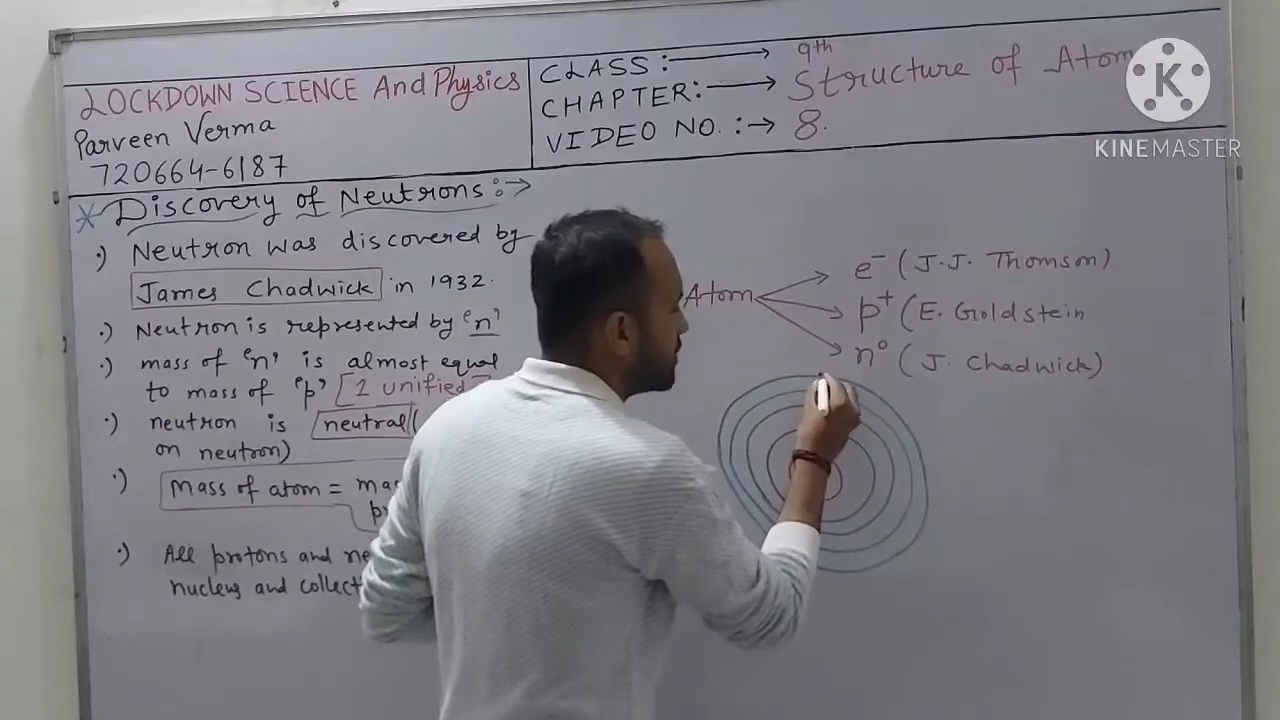 LOCKDOWN SCIENCE And Physics
Parveen Verma
720664-6187
CLASS :→ 9th
CHAPTER:→ Structure of Atom
VIDEO NO. :→ 8.
K
KINEMASTER
* Discovery of Neutrons :→
·) Neutron was discovered by
James Chadwick in 1932.
·) Neutron is represented by 'n'
·) mass of 'n' is almost equal
to mass of 'p' [1 unified
·) neutron is neutral (
on neutron)
·) Mass of atom =
·) All protons and
nucleus and
Atom
e⁻ (J.J. Thomson)
p⁺ (E. Goldstein
n⁰ (J. Chadwick)